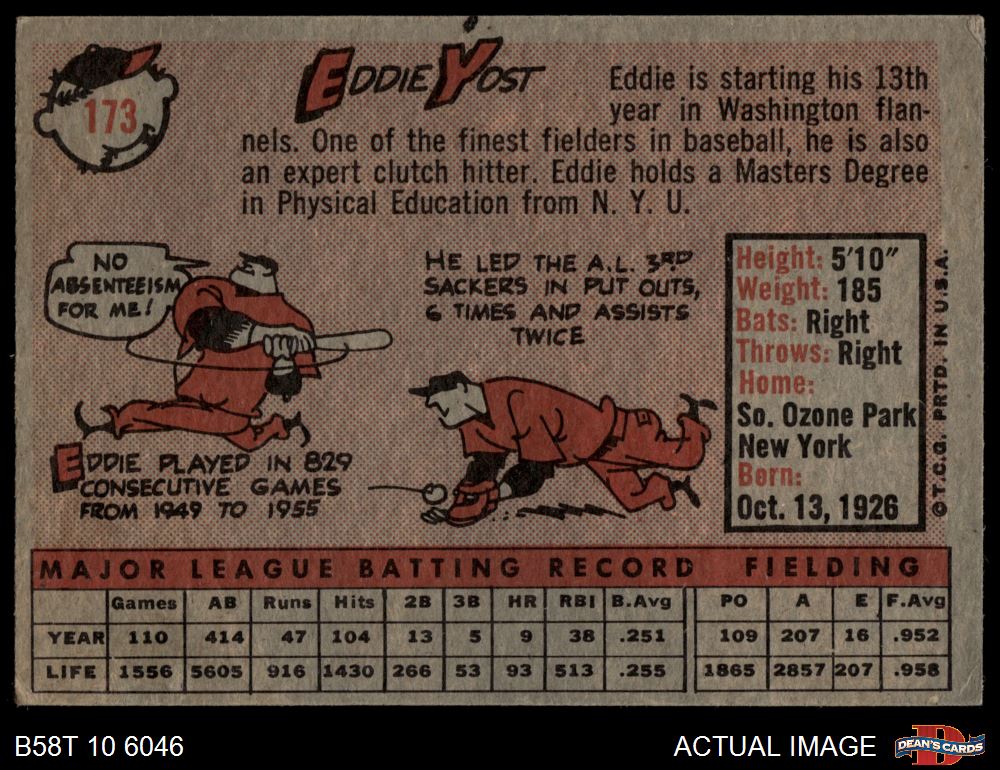 173
EDDIE YOST
Eddie is starting his 13th
year in Washington flan-
nels. One of the finest fielders in baseball, he is also
an expert clutch hitter. Eddie holds a Masters Degree
in Physical Education from N. Y. U.
NO
ABSENTEEISM
FOR ME!
EDDIE PLAYED IN 829
CONSECUTIVE GAMES
FROM 1949 TO 1955
HE LED THE A.L. 3RD
SACKERS IN PUT OUTS,
6 TIMES AND ASSISTS
TWICE
Height: 5'10"
Weight: 185
Bats: Right
Throws: Right
Home:
So. Ozone Park
New York
Born:
Oct. 13, 1926
©T.C.G. PRTD. IN U.S.A.
MAJOR LEAGUE BATTING RECORD FIELDING
Games AB Runs Hits 2B 3B HR RBI B.Avg PO A E F.Avg
YEAR 110 414 47 104 13 5 9 38 .251 109 207 16 .952
LIFE 1556 5605 916 1430 266 53 93 513 .255 1865 2857 207 .958
B58T 10 6046
ACTUAL IMAGE
D
DEAN'S CARDS